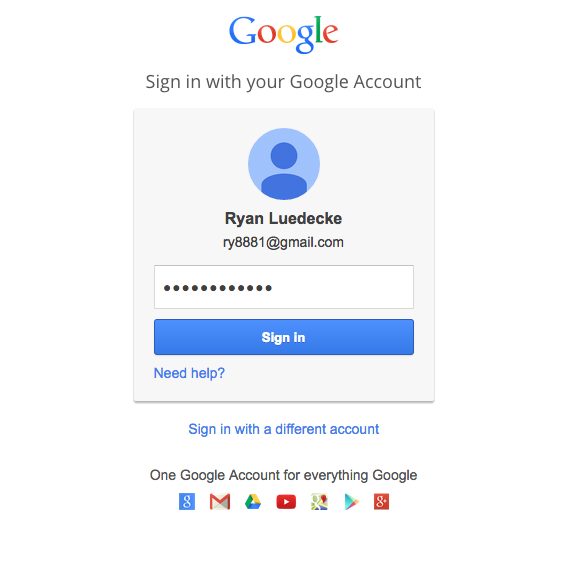 Google
Sign in with your Google Account
Ryan Luedecke
ry8881@gmail.com
••••••••••••
Sign in
Need help?
Sign in with a different account
One Google Account for everything Google